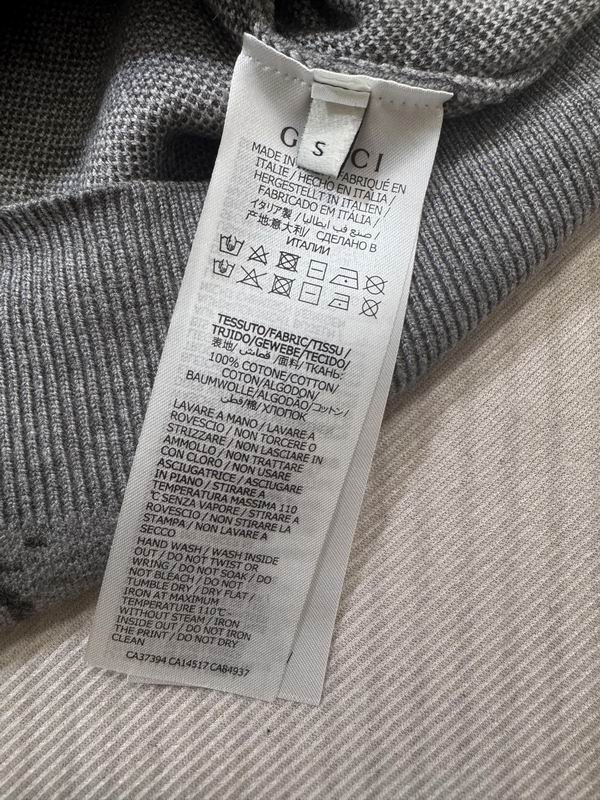 G CCI
S
MADE IN / FABRIQUÉ EN
ITALIE / HECHO EN ITALIA /
HERGESTELLT IN ITALIEN /
FABRICADO EM ITÁLIA /
イタリア製 / صنع في ايطاليا /
产地:意大利/ СДЕЛАНО В
ИТАЛИИ
TESSUTO/FABRIC/TISSU/
TEJIDO/GEWEBE/TECIDO/
表地/ قماش /面料/ ТКАНЬ
100% COTONE/COTTON/
COTON/ALGODON/
BAUMWOLLE/ALGODÃO/コットン/
قطن/棉/ ХЛОПОК
LAVARE A MANO / LAVARE A
ROVESCIO / NON TORCERE O
STRIZZARE / NON LASCIARE IN
AMMOLLO / NON TRATTARE
CON CLORO / NON USARE
ASCIUGATRICE / ASCIUGARE
IN PIANO / STIRARE A
TEMPERATURA MASSIMA 110
°C SENZA VAPORE / STIRARE A
ROVESCIO / NON STIRARE LA
STAMPA / NON LAVARE A
SECCO
HAND WASH / WASH INSIDE
OUT / DO NOT TWIST OR
WRING / DO NOT SOAK / DO
NOT BLEACH / DO NOT
TUMBLE DRY / DRY FLAT /
IRON AT MAXIMUM
TEMPERATURE 110°C
WITHOUT STEAM / IRON
INSIDE OUT / DO NOT IRON
THE PRINT / DO NOT DRY
CLEAN
CA37394 CA14517 CA84937